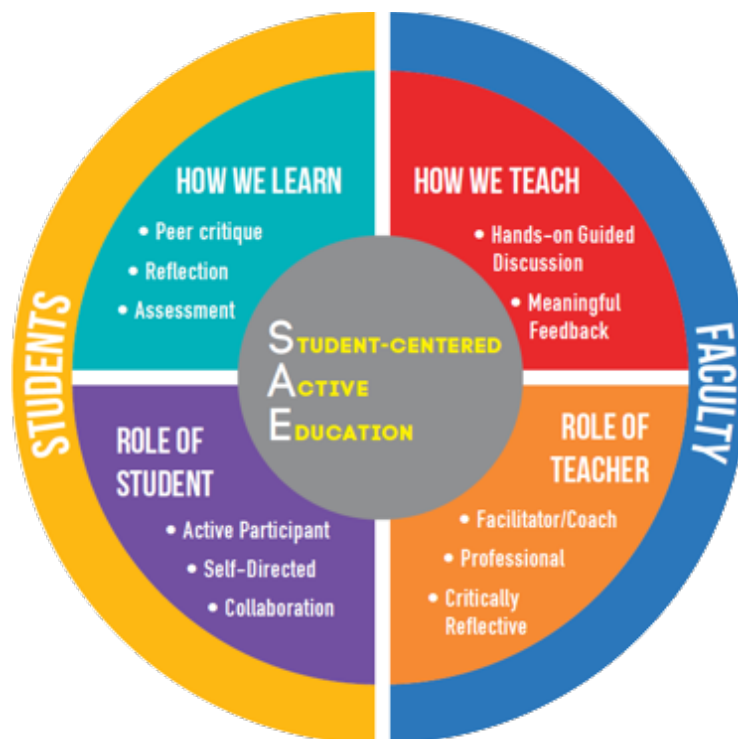 STUDENTS
HOW WE LEARN
• Peer critique
• Reflection
• Assessment
HOW WE TEACH
• Hands-on Guided
Discussion
• Meaningful
Feedback
FACULTY
STUDENT-CENTERED
ACTIVE
EDUCATION
ROLE OF
STUDENT
• Active Participant
• Self-Directed
• Collaboration
ROLE OF
TEACHER
• Facilitator/Coach
• Professional
• Critically
Reflective